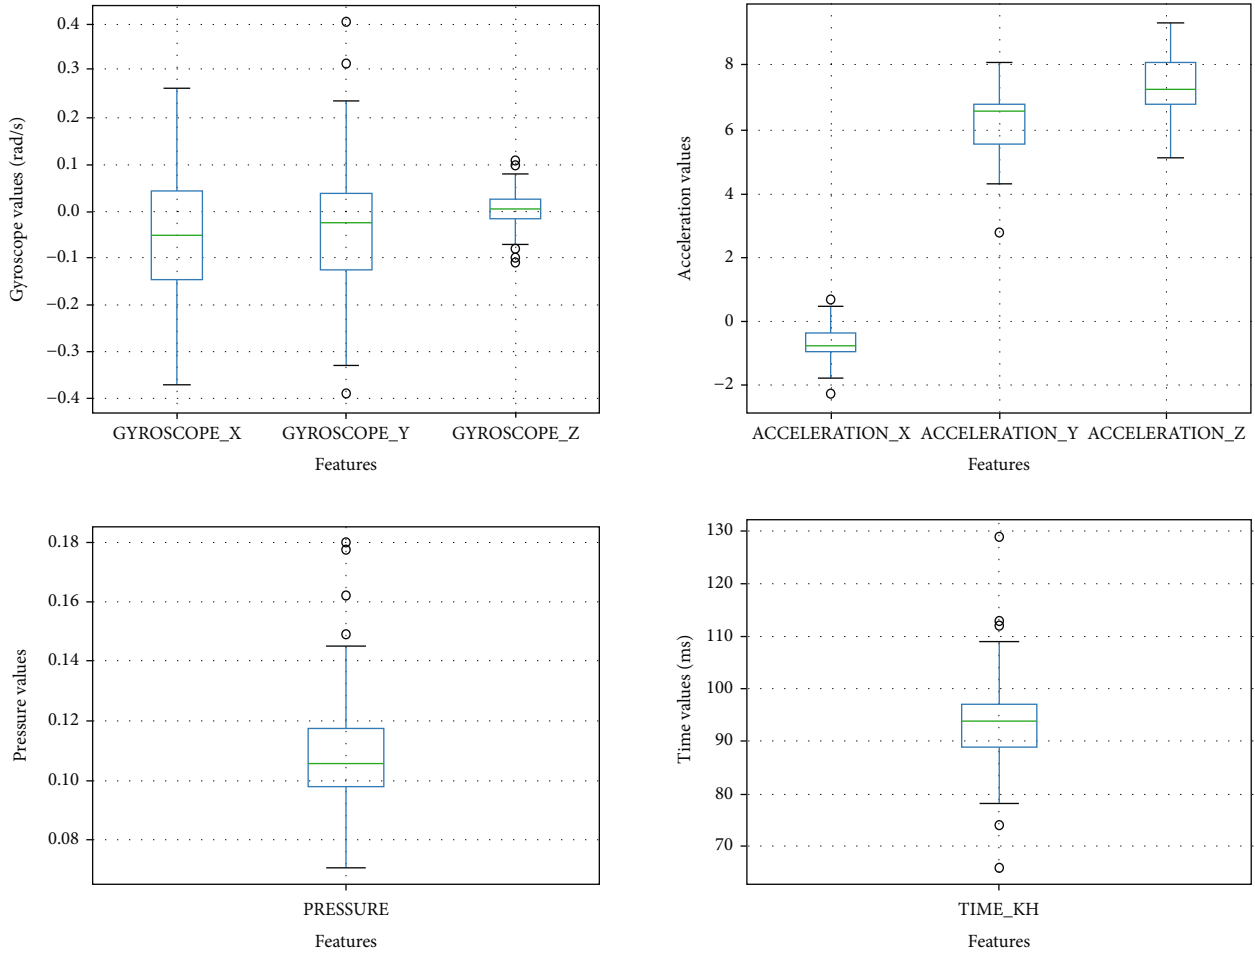 0.4
0.3
0.2
0.1
0.0
−0.1
−0.2
−0.3
−0.4
Gyroscope values (rad/s)
GYROSCOPE_X GYROSCOPE_Y GYROSCOPE_Z
Features
8
6
4
2
0
−2
Acceleration values
ACCELERATION_X ACCELERATION_Y ACCELERATION_Z
Features
0.18
0.16
0.14
0.12
0.10
0.08
Pressure values
PRESSURE
Features
130
120
110
100
90
80
70
Time values (ms)
TIME_KH
Features